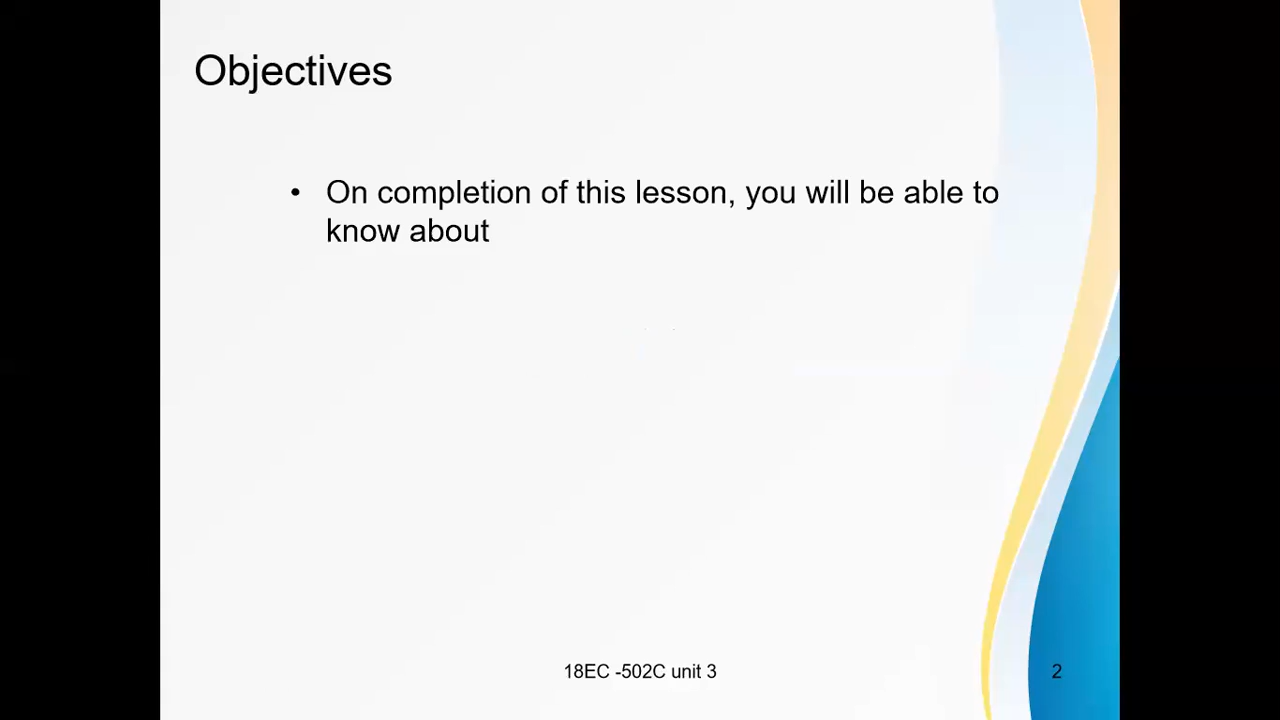 Objectives
• On completion of this lesson, you will be able to
know about
18EC -502C unit 3
2